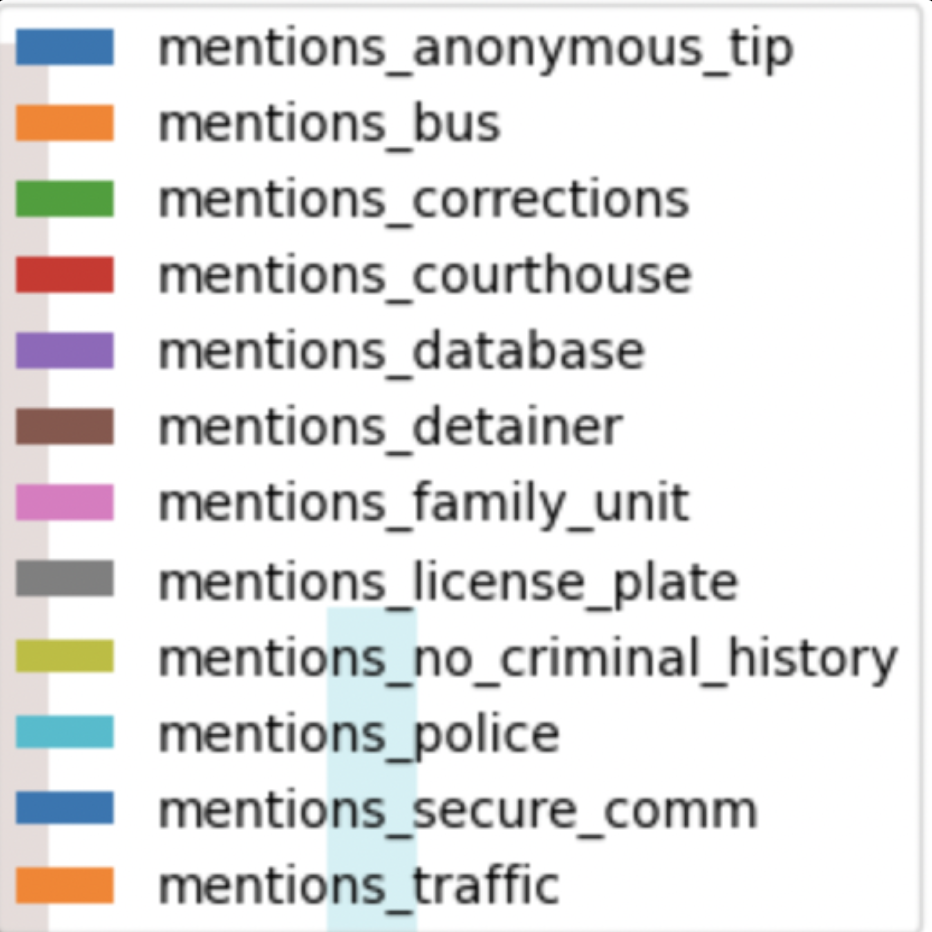 mentions_anonymous_tip
mentions_bus
mentions_corrections
mentions_courthouse
mentions_database
mentions_detainer
mentions_family_unit
mentions_license_plate
mentions_no_criminal_history
mentions_police
mentions_secure_comm
mentions_traffic